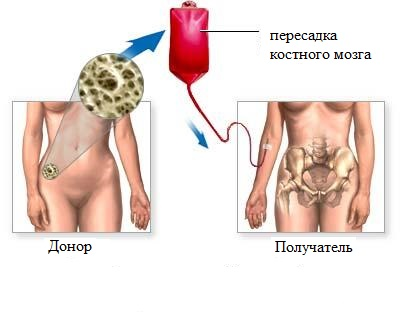 пересадка
костного мозга
Донор
Получатель